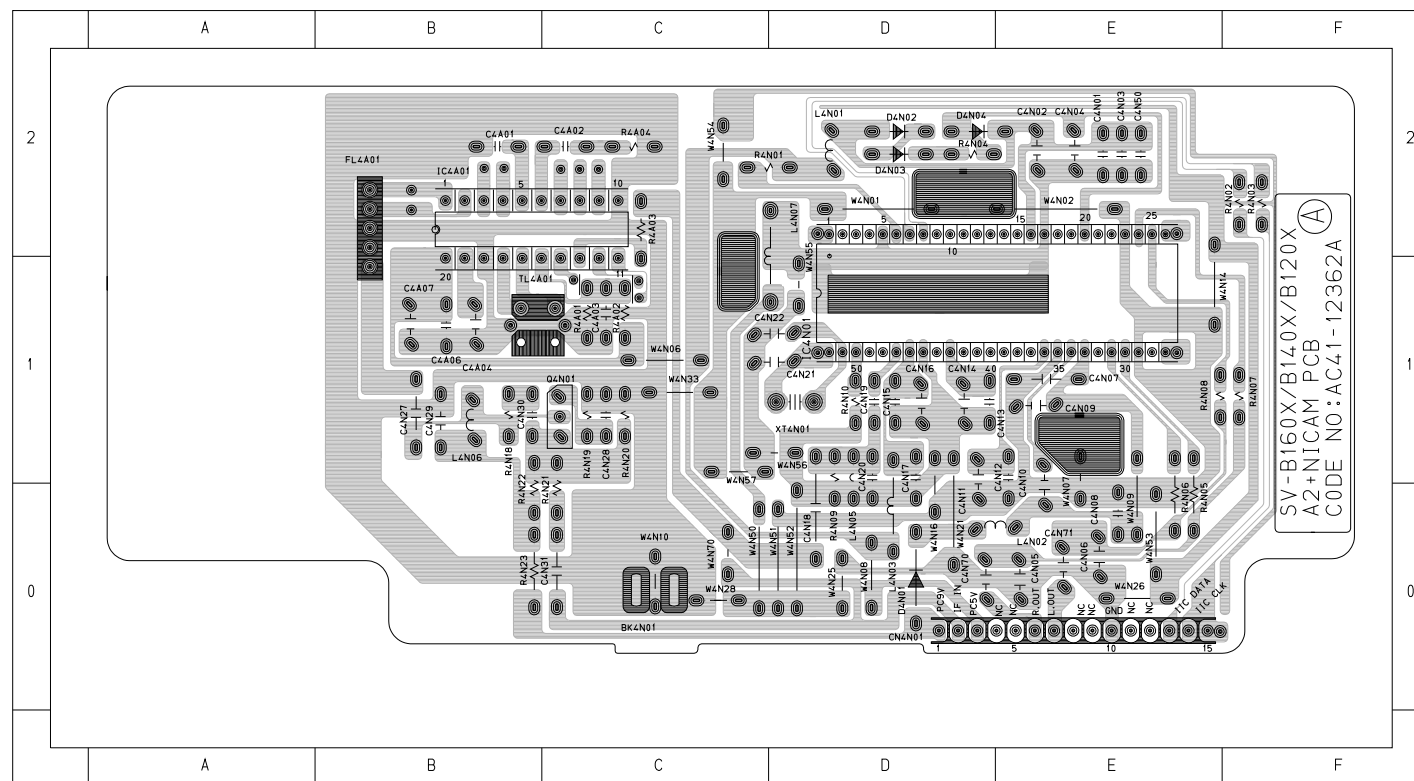 A B C D E F
2 2
1 1
0 0
A B C D E F
C4A01 C4A02 R4A04
FL4A01 IC4A01
1 5 10
R4A03
20 11
TL4A01
C4A07
R4A01
C4A03
R4A02
C4A06
C4A04
W4N54
R4N01
L4N01
D4N02 D4N04
D4N03 R4N04
C4N02 C4N04
C4N01
C4N03
C4N50
R4N02
R4N03
W4N01 W4N02
L4N07
W4N55
1 5 10 15 20 25
W4N14
C4N22
IC4N01
C4N21
50 40 35 30
W4N06
W4N33
Q4N01
C4N27
C4N29
C4N30
L4N06
R4N18
R4N19
C4N28
R4N20
XT4N01
R4N10
C4N19
C4N15
C4N16 C4N14
C4N13
C4N07
C4N09
R4N08
R4N07
W4N56
W4N57
R4N22
R4N21
C4N20
C4N17
C4N12
C4N10
W4N07
C4N11
C4N08
W4N09
R4N06
R4N05
W4N50
W4N51
W4N52
C4N18
R4N09
L4N05
W4N16
W4N21
L4N02
C4N71
W4N53
R4N23
C4N31
W4N10
W4N70
W4N28
BK4N01
W4N25
W4N08
L4N03
D4N01
C4N70
C4N05
C4N06
W4N26
CN4N01
PC9V
IF IN
PC5V
NC
NC
R.OUT
L.OUT
NC
NC
GND
NC
NC
IIC DATA
IIC CLK
1 5 10 15
SV-B160X/B140X/B120X
A2+NICAM PCB
CODE NO:AC41-12362A
A